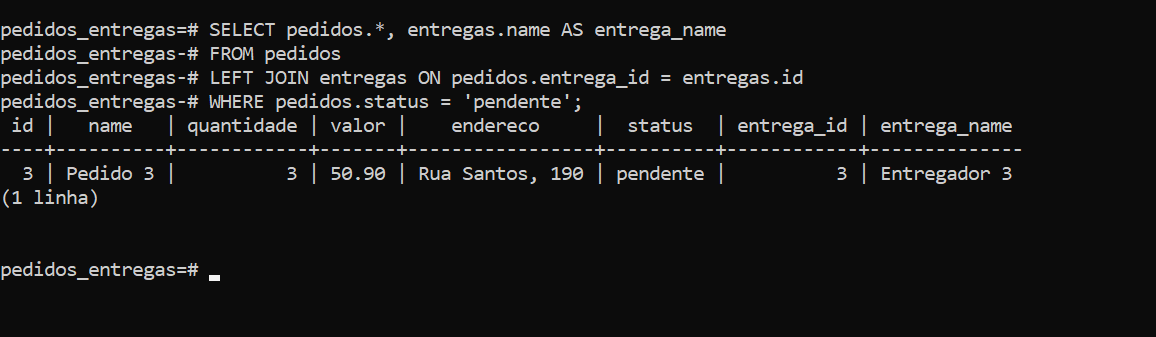 pedidos_entregas=# SELECT pedidos.*, entregas.name AS entrega_name
pedidos_entregas-# FROM pedidos
pedidos_entregas-# LEFT JOIN entregas ON pedidos.entrega_id = entregas.id
pedidos_entregas-# WHERE pedidos.status = 'pendente';
 id |   name   | quantidade | valor |    endereco     |  status  | entrega_id | entrega_name
----+----------+------------+-------+-----------------+----------+------------+--------------
  3 | Pedido 3 |          3 | 50.90 | Rua Santos, 190 | pendente |          3 | Entregador 3
(1 linha)
pedidos_entregas=#